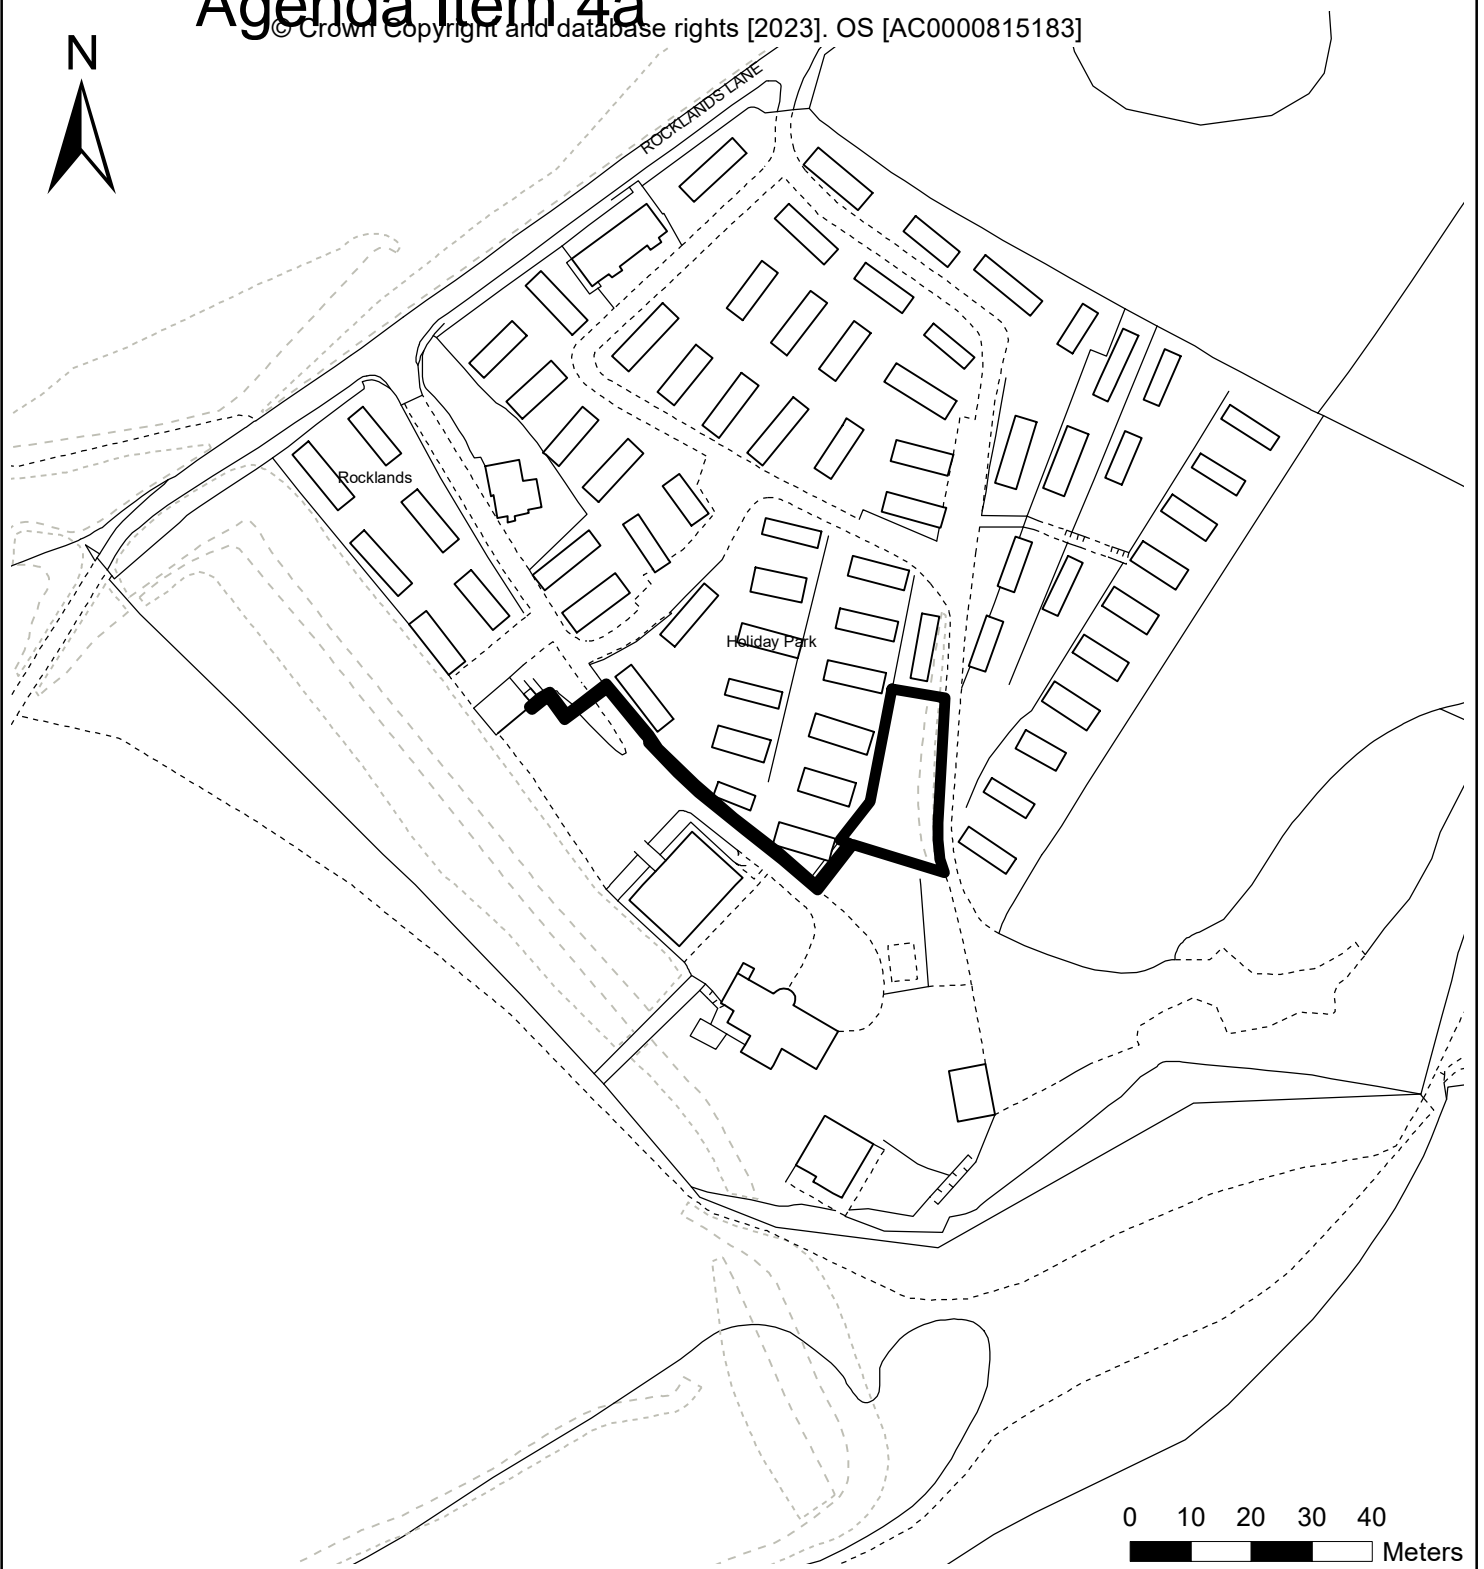 Agenda Item 4a
© Crown Copyright and database rights [2023]. OS [AC0000815183]
N
ROCKLANDS LANE
Rocklands
Holiday Park
0 10 20 30 40
Meters